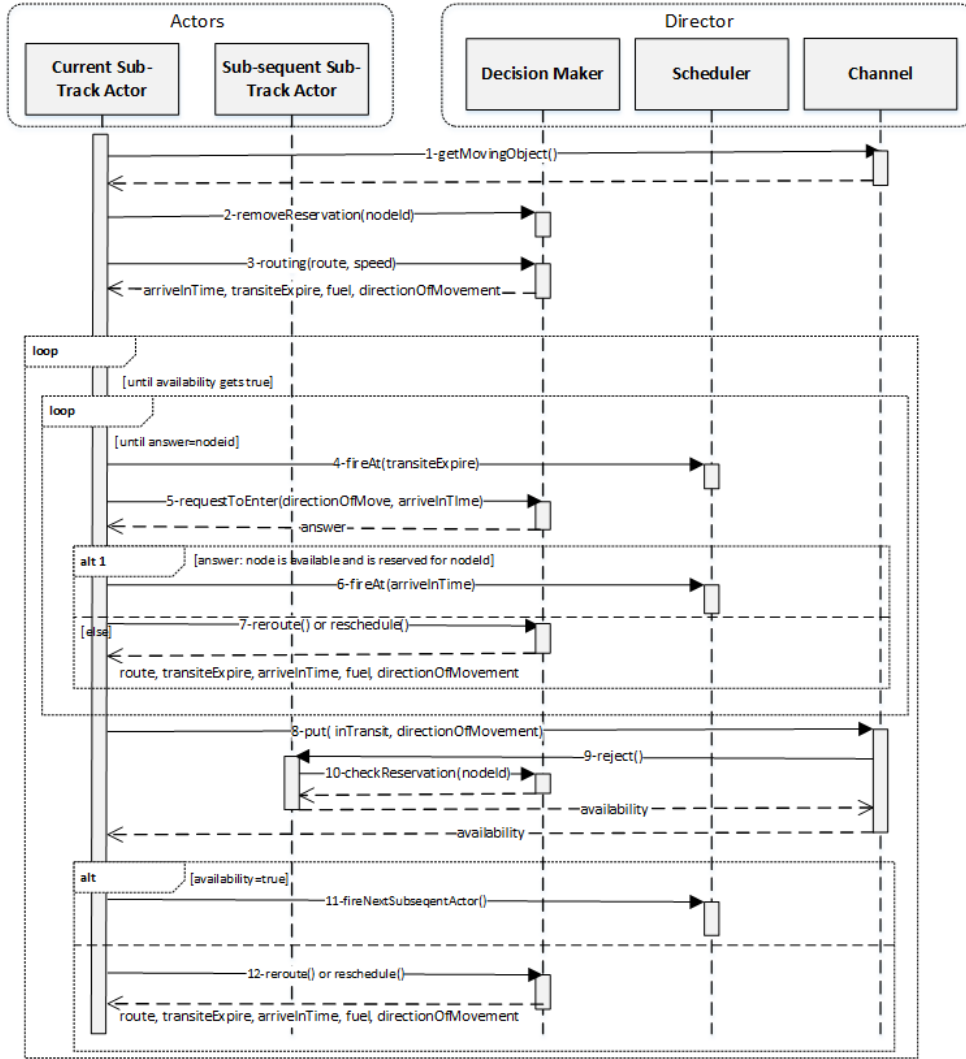 Actors
Director
Current Sub-
Track Actor
Sub-sequent Sub-
Track Actor
Decision Maker
Scheduler
Channel
1-getMovingObject()
2-removeReservation(nodeId)
3-routing(route, speed)
arriveInTime, transiteExpire, fuel, directionOfMovement
loop
[until availability gets true]
loop
[until answer=nodeid]
4-fireAt(transiteExpire)
5-requestToEnter(directionOfMove, arriveInTIme)
answer
alt 1
[answer: node is available and is reserved for nodeId]
6-fireAt(arriveInTime)
[else]
7-reroute() or reschedule()
route, transiteExpire, arriveInTime, fuel, directionOfMovement
8-put( inTransit, directionOfMovement)
9-reject()
10-checkReservation(nodeId)
availability
availability
alt
[availability=true]
11-fireNextSubseqentActor()
12-reroute() or reschedule()
route, transiteExpire, arriveInTime, fuel, directionOfMovement